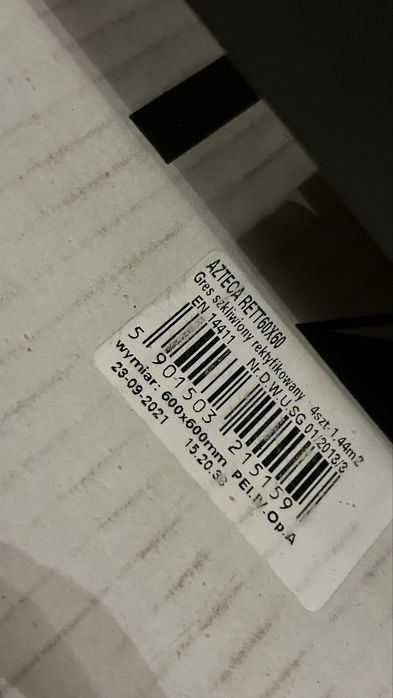 AZTECA RETT60X60
Gres szkliwiony rektyfikowany 4szt-1,44m2
EN 14411 Nr.D.W.U.SG 01/2013/3
5 901503 215159
wymiar: 600x600mm PEI.IV.Op.A
23-09-2021 15.20.33